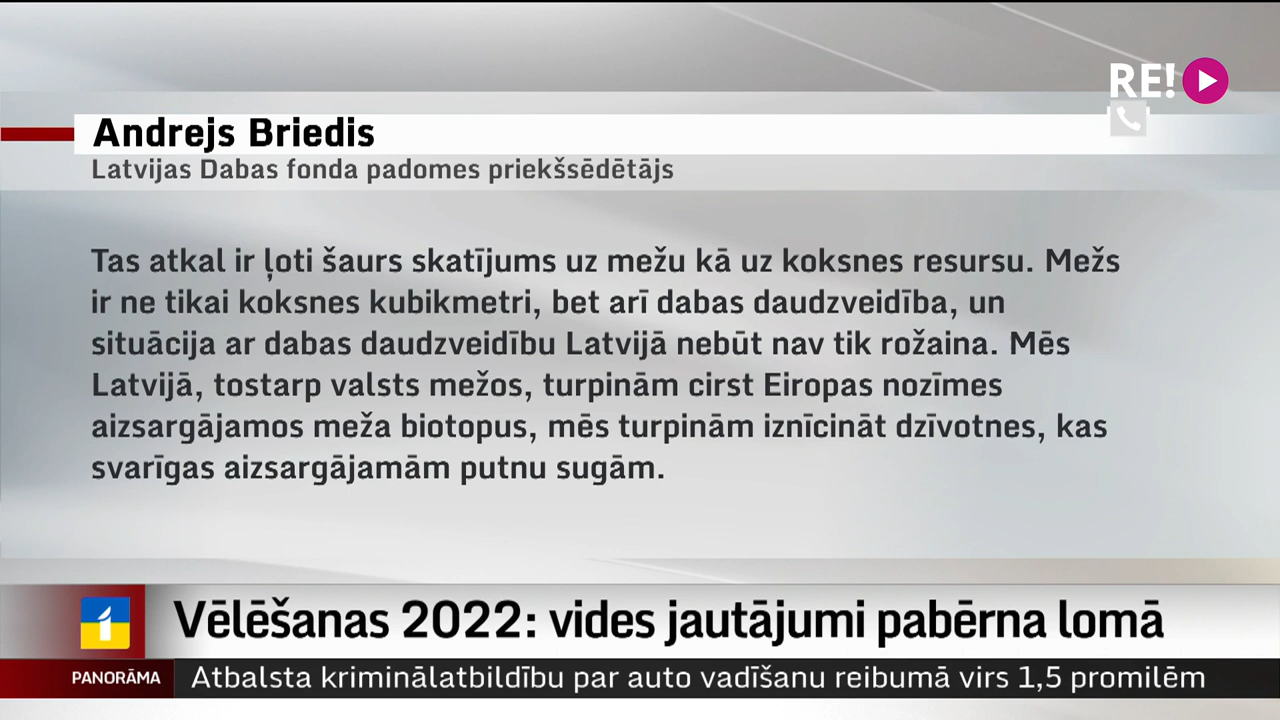 RE!
Andrejs Briedis
Latvijas Dabas fonda padomes priekšsēdētājs
Tas atkal ir ļoti šaurs skatījums uz mežu kā uz koksnes resursu. Mežs
ir ne tikai koksnes kubikmetri, bet arī dabas daudzveidība, un
situācija ar dabas daudzveidību Latvijā nebūt nav tik rožaina. Mēs
Latvijā, tostarp valsts mežos, turpinām cirst Eiropas nozīmes
aizsargājamos meža biotopus, mēs turpinām iznīcināt dzīvotnes, kas
svarīgas aizsargājamām putnu sugām.
1
Vēlēšanas 2022: vides jautājumi pabērna lomā
PANORĀMA
Atbalsta kriminālatbildību par auto vadīšanu reibumā virs 1,5 promilēm